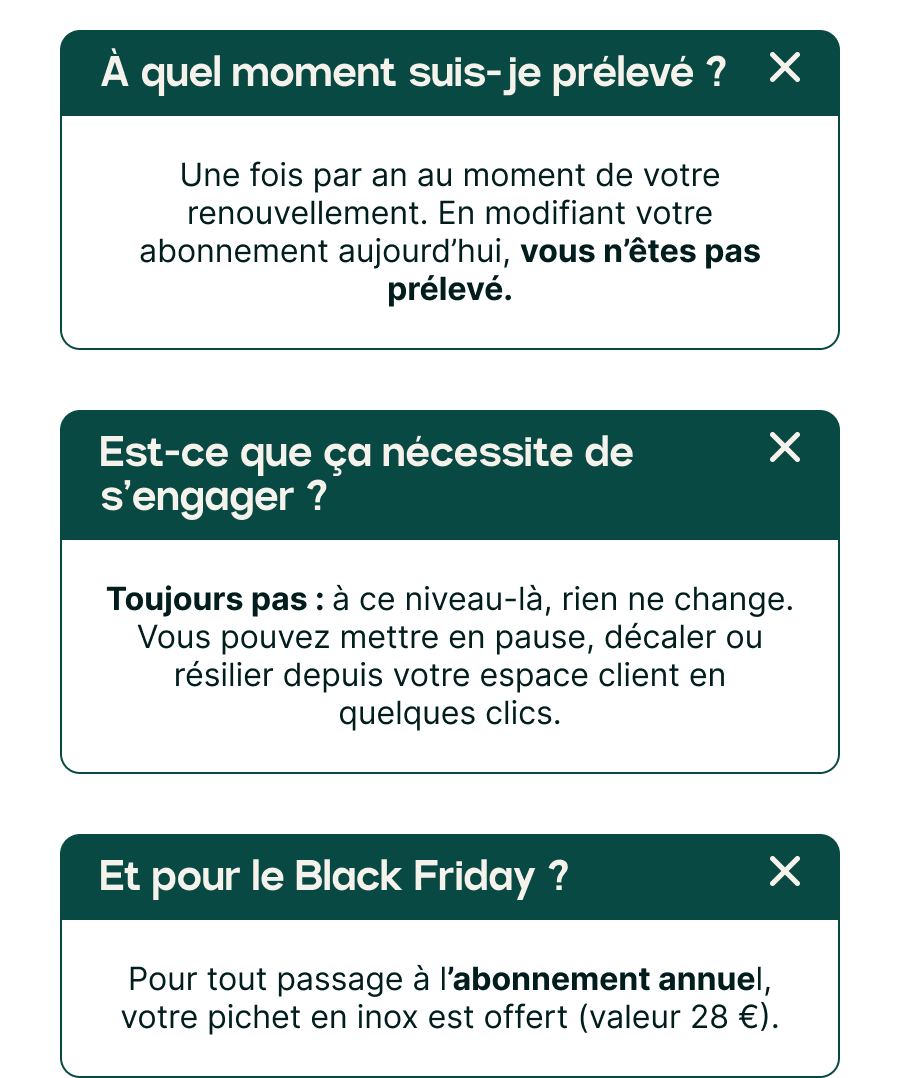 À quel moment suis-je prélevé ?
Une fois par an au moment de votre
renouvellement. En modifiant votre
abonnement aujourd’hui, vous n’êtes pas
prélevé.
Est-ce que ça nécessite de
s’engager ?
Toujours pas : à ce niveau-là, rien ne change.
Vous pouvez mettre en pause, décaler ou
résilier depuis votre espace client en
quelques clics.
Et pour le Black Friday ?
Pour tout passage à l’abonnement annuel,
votre pichet en inox est offert (valeur 28 €).